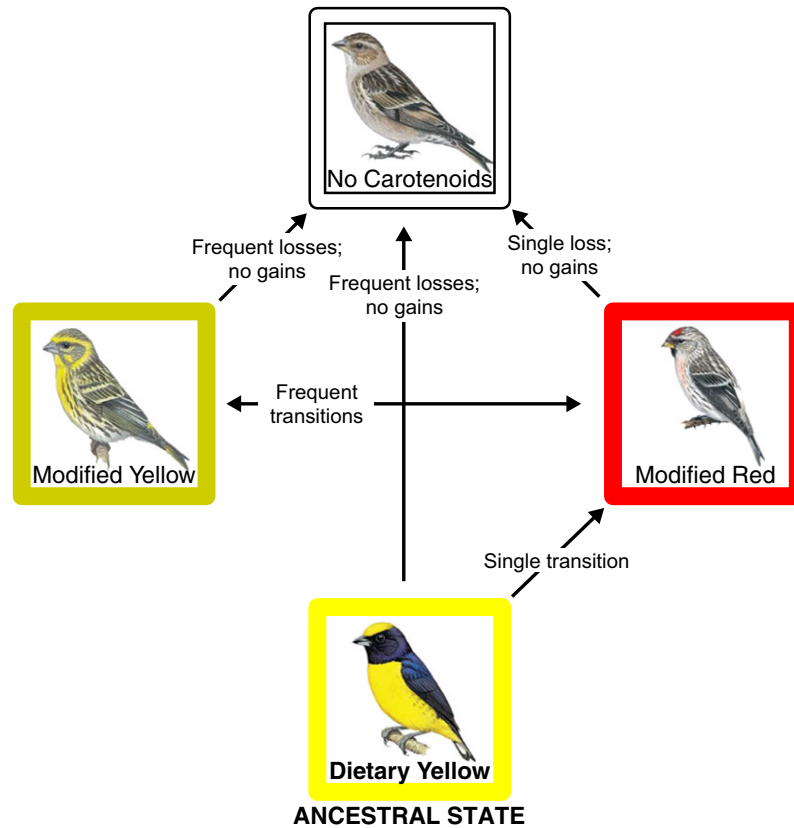 No Carotenoids
Frequent losses;
no gains
Frequent losses;
no gains
Single loss;
no gains
Modified Yellow
Frequent
transitions
Modified Red
Single transition
Dietary Yellow
ANCESTRAL STATE